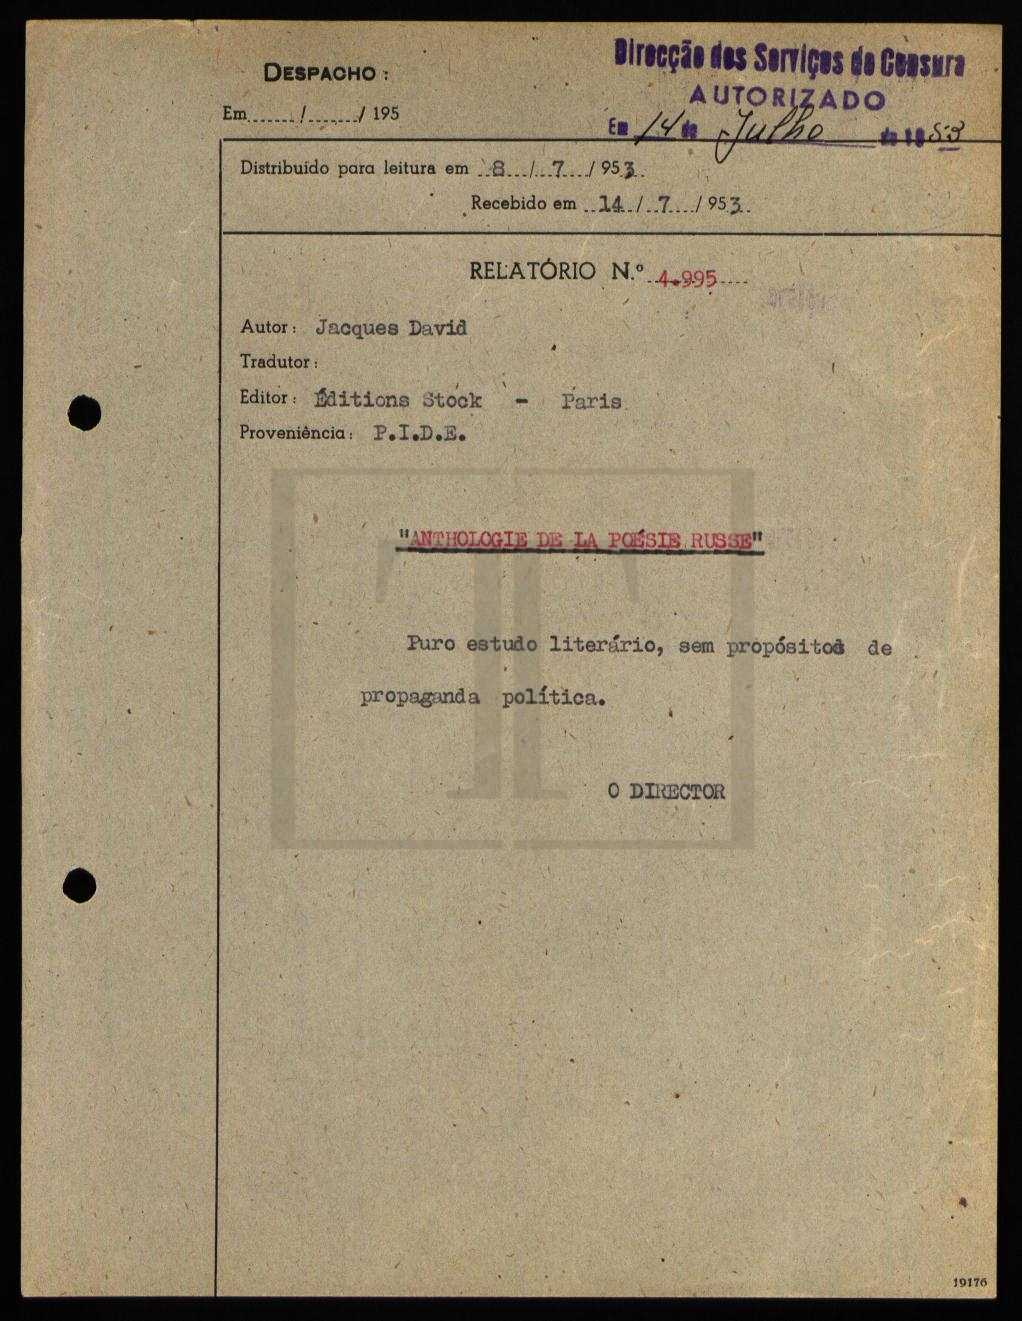 Direcção dos Serviços de Censura
DESPACHO :
AUTORIZADO
Em ....... / ....... / 195
Em 14 de Julho de 1953
Distribuido para leitura em 8 / 7 / 953
Recebido em 14 / 7 / 953
RELATÓRIO N.º 4.995
Autor: Jacques David
Tradutor:
Editor: Éditions Stock - Paris
Proveniência: P.I.D.E.
"ANTHOLOGIE DE LA POÉSIE RUSSE"
Puro estudo literário, sem propósitos de
propaganda política.
O DIRECTOR
19176